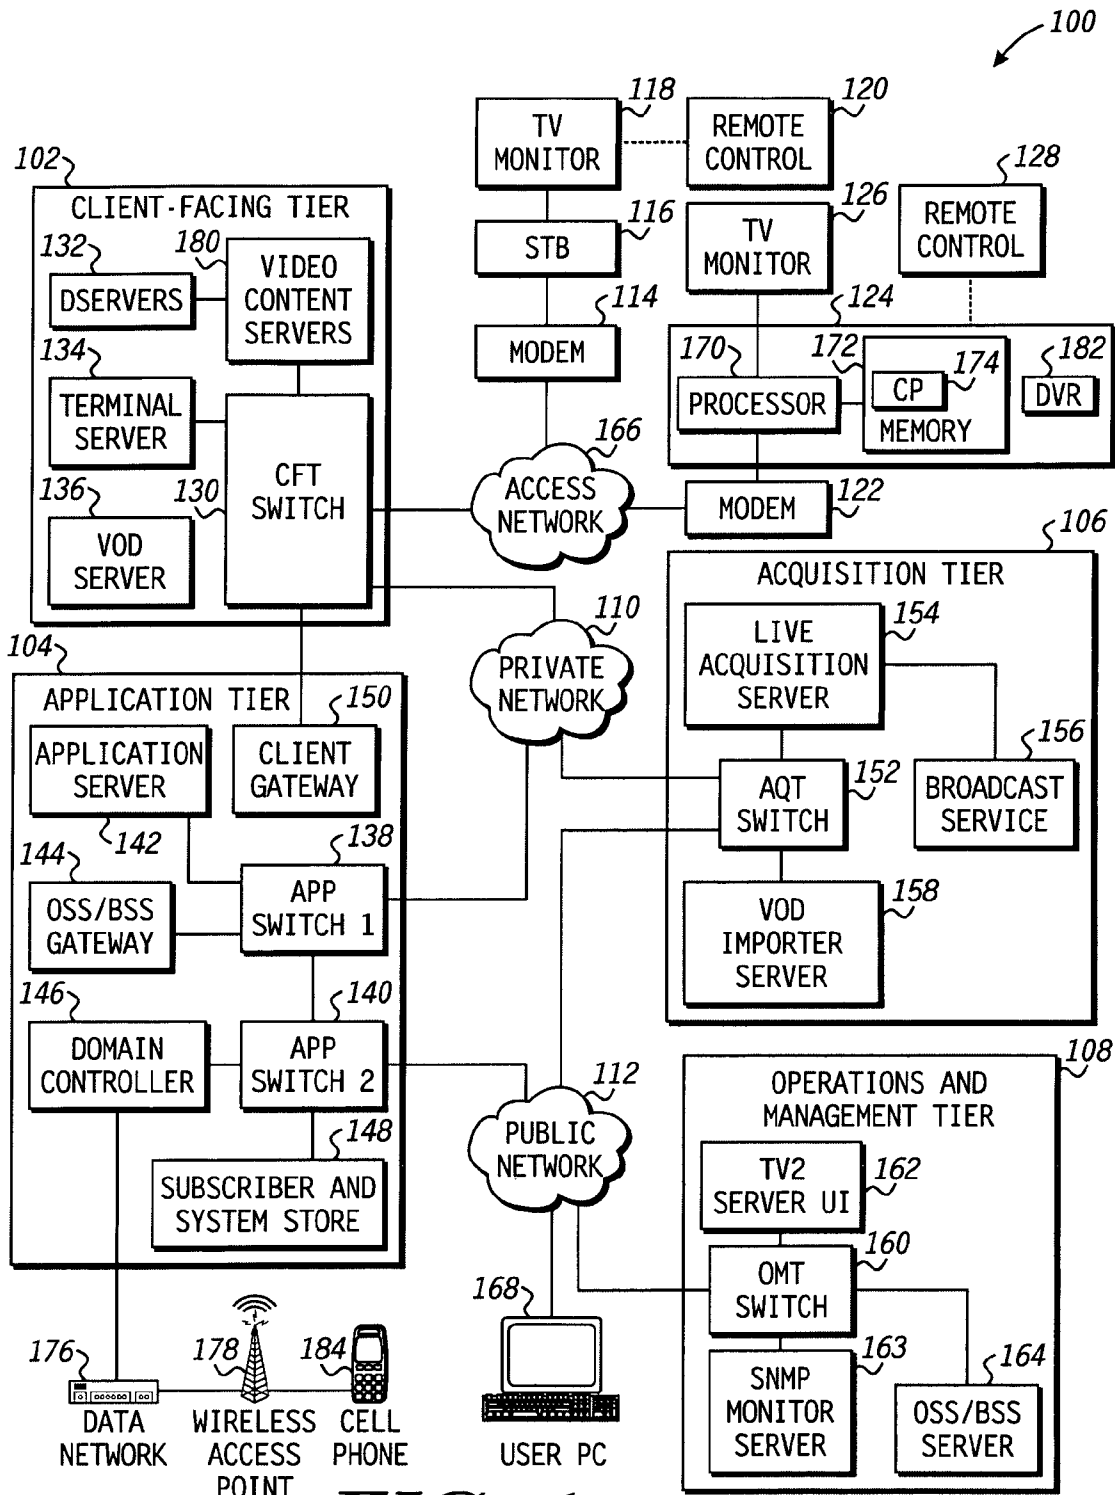 100
118
TV
MONITOR
120
REMOTE
CONTROL
102
CLIENT-FACING TIER
132
DSERVERS
180
VIDEO
CONTENT
SERVERS
134
TERMINAL
SERVER
136
VOD
SERVER
130
CFT
SWITCH
116
STB
114
MODEM
126
TV
MONITOR
128
REMOTE
CONTROL
124
170
PROCESSOR
172
CP
174
MEMORY
182
DVR
166
ACCESS
NETWORK
MODEM
122
106
ACQUISITION TIER
154
LIVE
ACQUISITION
SERVER
110
PRIVATE
NETWORK
152
AQT
SWITCH
156
BROADCAST
SERVICE
158
VOD
IMPORTER
SERVER
104
APPLICATION TIER
APPLICATION
SERVER
142
150
CLIENT
GATEWAY
144
OSS/BSS
GATEWAY
138
APP
SWITCH 1
146
DOMAIN
CONTROLLER
140
APP
SWITCH 2
148
SUBSCRIBER AND
SYSTEM STORE
112
PUBLIC
NETWORK
108
OPERATIONS AND
MANAGEMENT TIER
TV2
SERVER UI
162
160
OMT
SWITCH
163
SNMP
MONITOR
SERVER
164
OSS/BSS
SERVER
168
USER PC
176
DATA
NETWORK
178
WIRELESS
ACCESS
POINT
184
CELL
PHONE